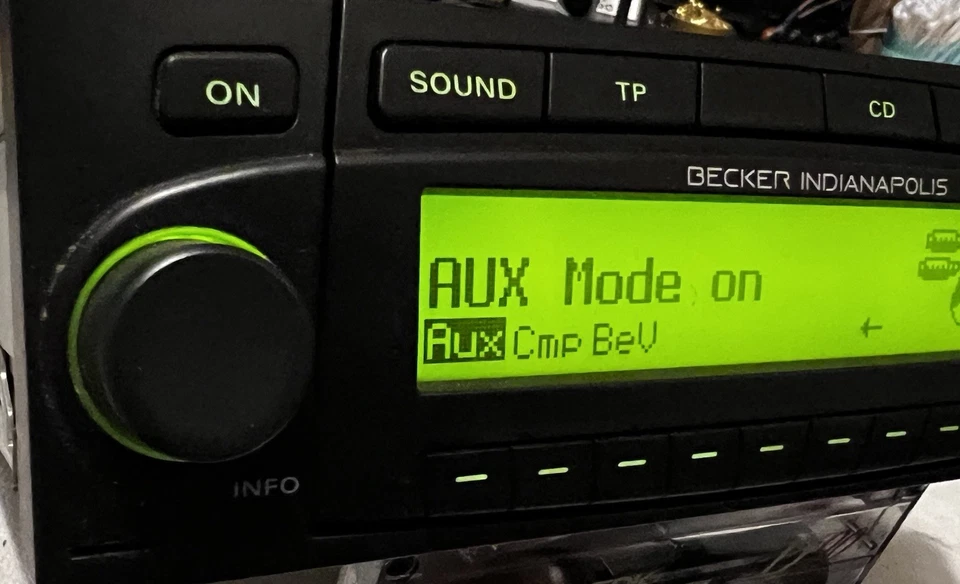 ON
SOUND
TP
CD
BECKER INDIANAPOLIS
AUX Mode on
Aux Cmp BeV
INFO